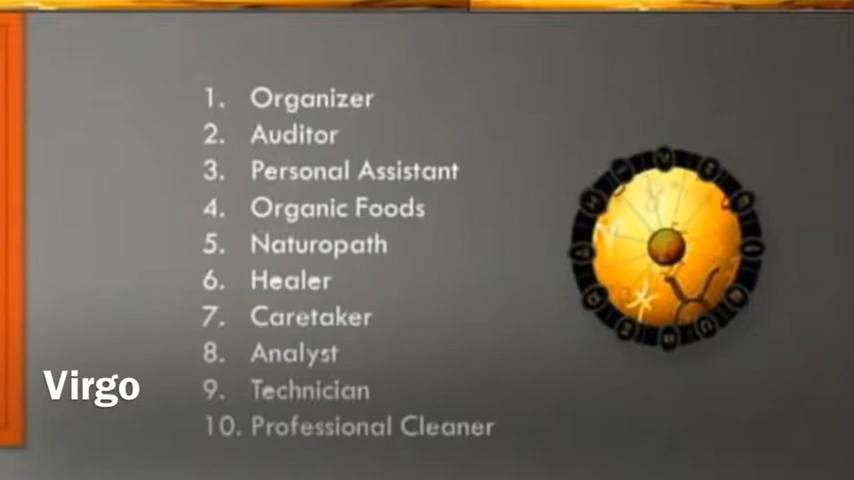 1. Organizer
2. Auditor
3. Personal Assistant
4. Organic Foods
5. Naturopath
6. Healer
7. Caretaker
8. Analyst
9. Technician
10. Professional Cleaner
Virgo